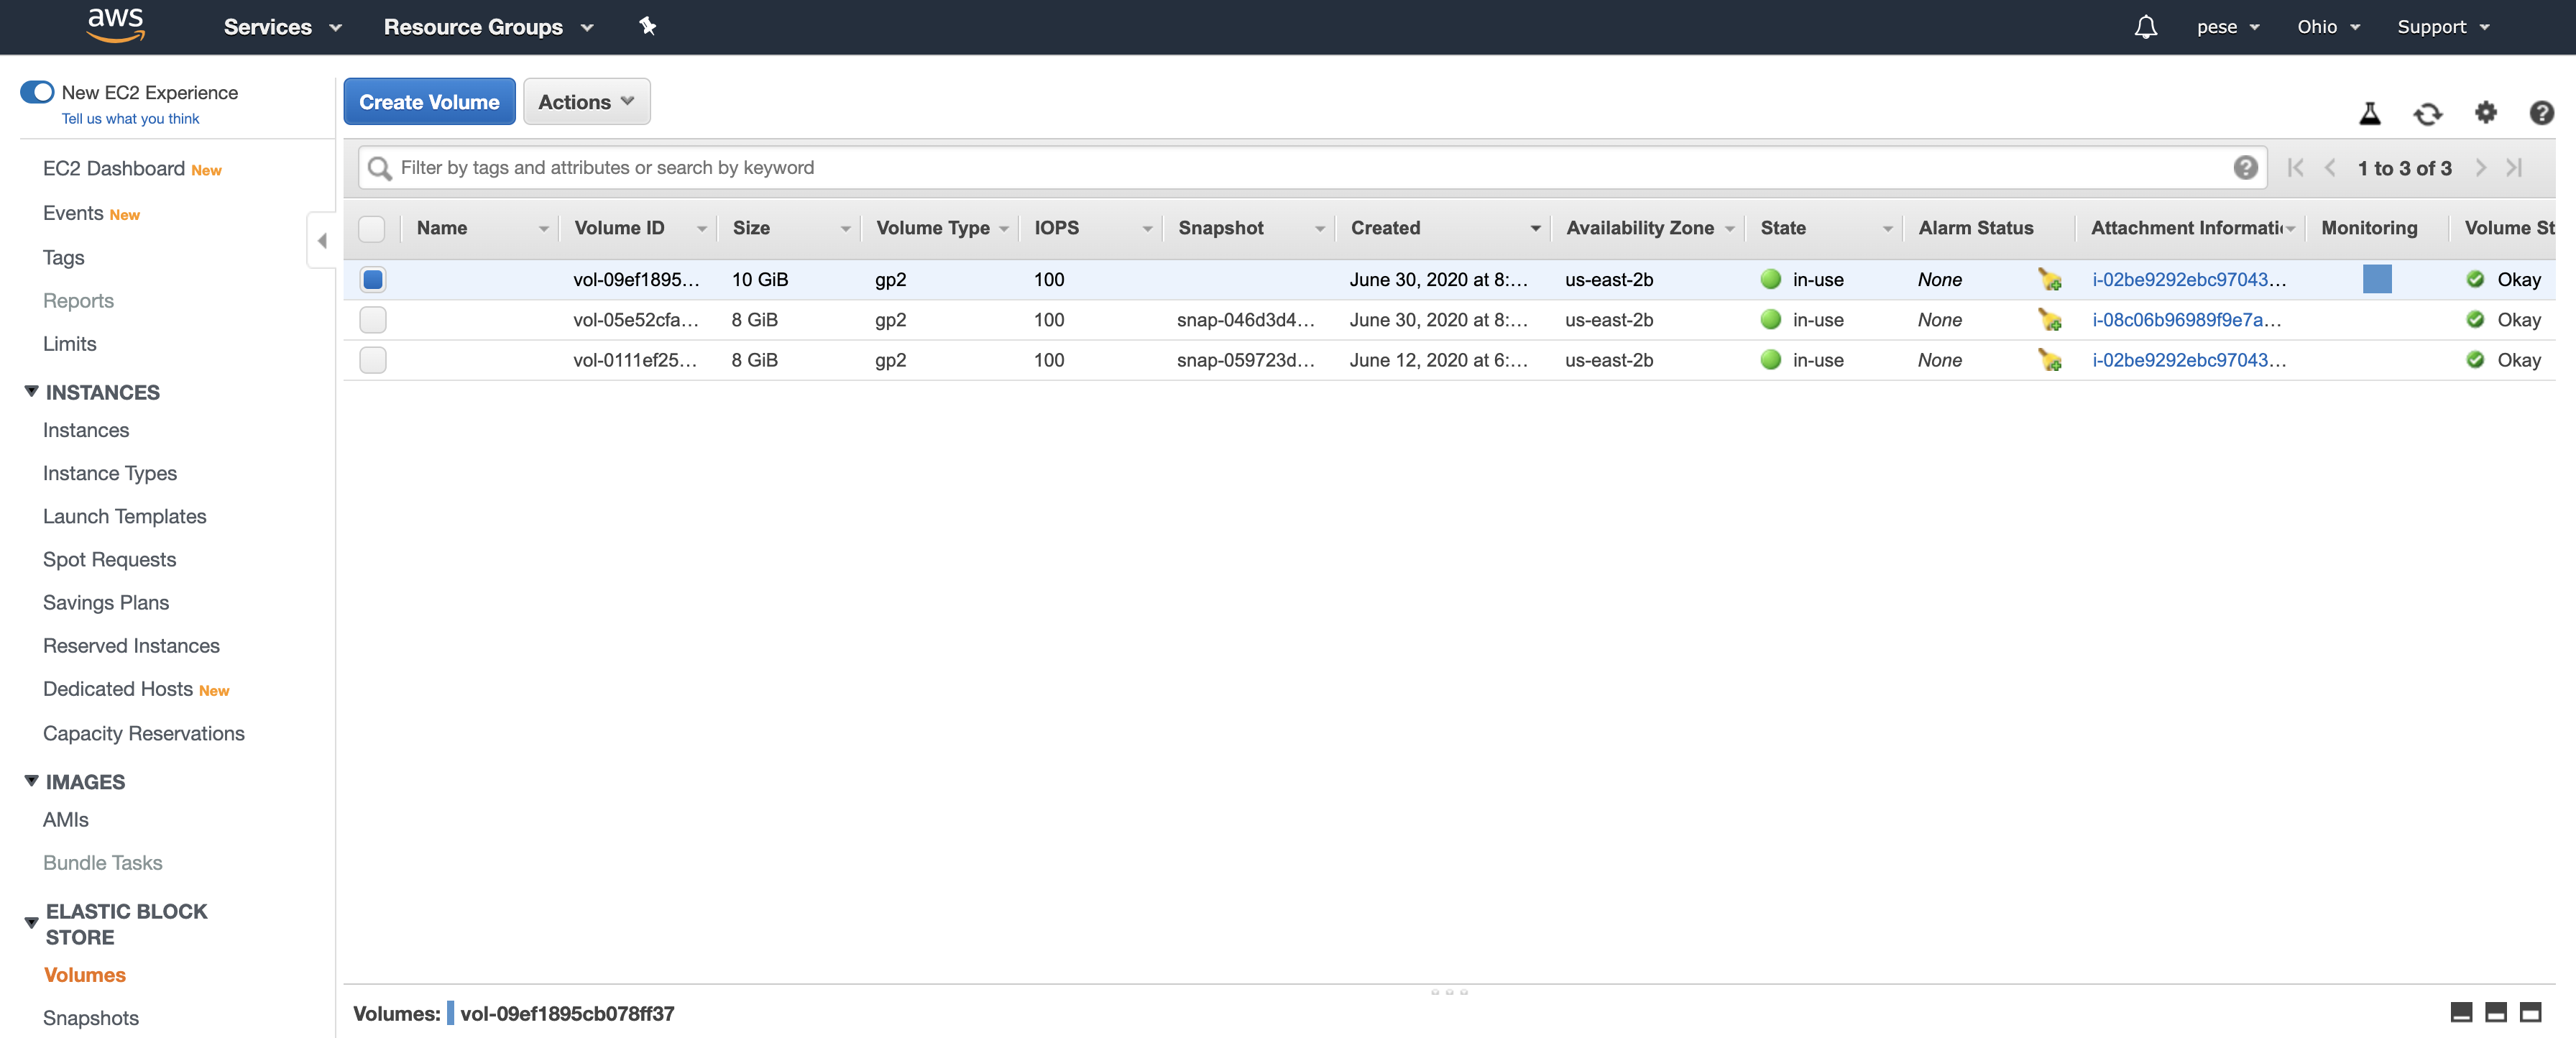 aws Services Resource Groups pese Ohio Support
New EC2 Experience
Tell us what you think
EC2 Dashboard New
Events New
Tags
Reports
Limits
INSTANCES
Instances
Instance Types
Launch Templates
Spot Requests
Savings Plans
Reserved Instances
Dedicated Hosts New
Capacity Reservations
IMAGES
AMIs
Bundle Tasks
ELASTIC BLOCK
STORE
Volumes
Snapshots
Create Volume Actions
Filter by tags and attributes or search by keyword 1 to 3 of 3
Name Volume ID Size Volume Type IOPS Snapshot Created Availability Zone State Alarm Status Attachment Informati Monitoring Volume St
vol-09ef1895... 10 GiB gp2 100 June 30, 2020 at 8:... us-east-2b in-use None i-02be9292ebc97043... Okay
vol-05e52cfa... 8 GiB gp2 100 snap-046d3d4... June 30, 2020 at 8:... us-east-2b in-use None i-08c06b96989f9e7a... Okay
vol-0111ef25... 8 GiB gp2 100 snap-059723d... June 12, 2020 at 6:... us-east-2b in-use None i-02be9292ebc97043... Okay
Volumes: vol-09ef1895cb078ff37